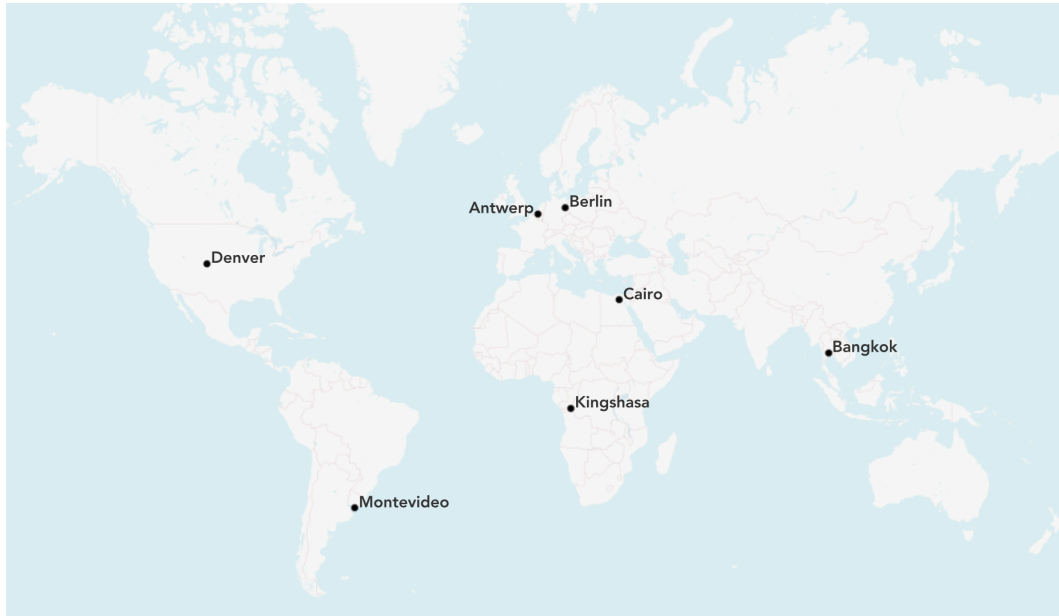 Berlin
Antwerp
Denver
Cairo
Bangkok
Kingshasa
Montevideo